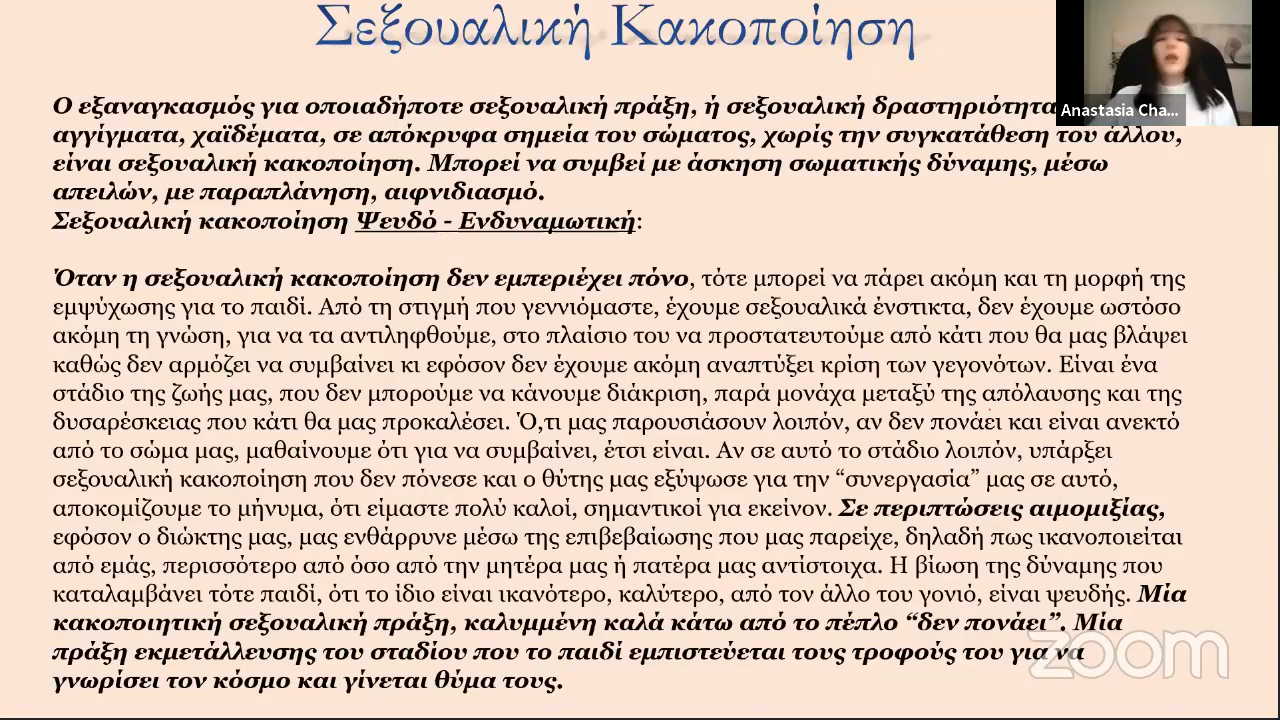 Σεξουαλική Κακοποίηση
Anastasia Cha...
Ο εξαναγκασμός για οποιαδήποτε σεξουαλική πράξη, ή σεξουαλική δραστηριότητα
αγγίγματα, χαϊδέματα, σε απόκρυφα σημεία του σώματος, χωρίς την συγκατάθεση του άλλου,
είναι σεξουαλική κακοποίηση. Μπορεί να συμβεί με άσκηση σωματικής δύναμης, μέσω
απειλών, με παραπλάνηση, αιφνιδιασμό.
Σεξουαλική κακοποίηση Ψευδό - Ενδυναμωτική:
Όταν η σεξουαλική κακοποίηση δεν εμπεριέχει πόνο, τότε μπορεί να πάρει ακόμη και τη μορφή της
εμψύχωσης για το παιδί. Από τη στιγμή που γεννιόμαστε, έχουμε σεξουαλικά ένστικτα, δεν έχουμε ωστόσο
ακόμη τη γνώση, για να τα αντιληφθούμε, στο πλαίσιο του να προστατευτούμε από κάτι που θα μας βλάψει
καθώς δεν αρμόζει να συμβαίνει κι εφόσον δεν έχουμε ακόμη αναπτύξει κρίση των γεγονότων. Είναι ένα
στάδιο της ζωής μας, που δεν μπορούμε να κάνουμε διάκριση, παρά μονάχα μεταξύ της απόλαυσης και της
δυσαρέσκειας που κάτι θα μας προκαλέσει. Ό,τι μας παρουσιάσουν λοιπόν, αν δεν πονάει και είναι ανεκτό
από το σώμα μας, μαθαίνουμε ότι για να συμβαίνει, έτσι είναι. Αν σε αυτό το στάδιο λοιπόν, υπάρξει
σεξουαλική κακοποίηση που δεν πόνεσε και ο θύτης μας εξύψωσε για την “συνεργασία” μας σε αυτό,
αποκομίζουμε το μήνυμα, ότι είμαστε πολύ καλοί, σημαντικοί για εκείνον. Σε περιπτώσεις αιμομιξίας,
εφόσον ο διώκτης μας, μας ενθάρρυνε μέσω της επιβεβαίωσης που μας παρείχε, δηλαδή πως ικανοποιείται
από εμάς, περισσότερο από όσο από την μητέρα μας ή πατέρα μας αντίστοιχα. Η βίωση της δύναμης που
καταλαμβάνει τότε παιδί, ότι το ίδιο είναι ικανότερο, καλύτερο, από τον άλλο του γονιό, είναι ψευδής. Μία
κακοποιητική σεξουαλική πράξη, καλυμμένη καλά κάτω από το πέπλο “δεν πονάει”. Μία
πράξη εκμετάλλευσης του σταδίου που το παιδί εμπιστεύεται τους τροφούς του για να
γνωρίσει τον κόσμο και γίνεται θύμα τους.
zoom